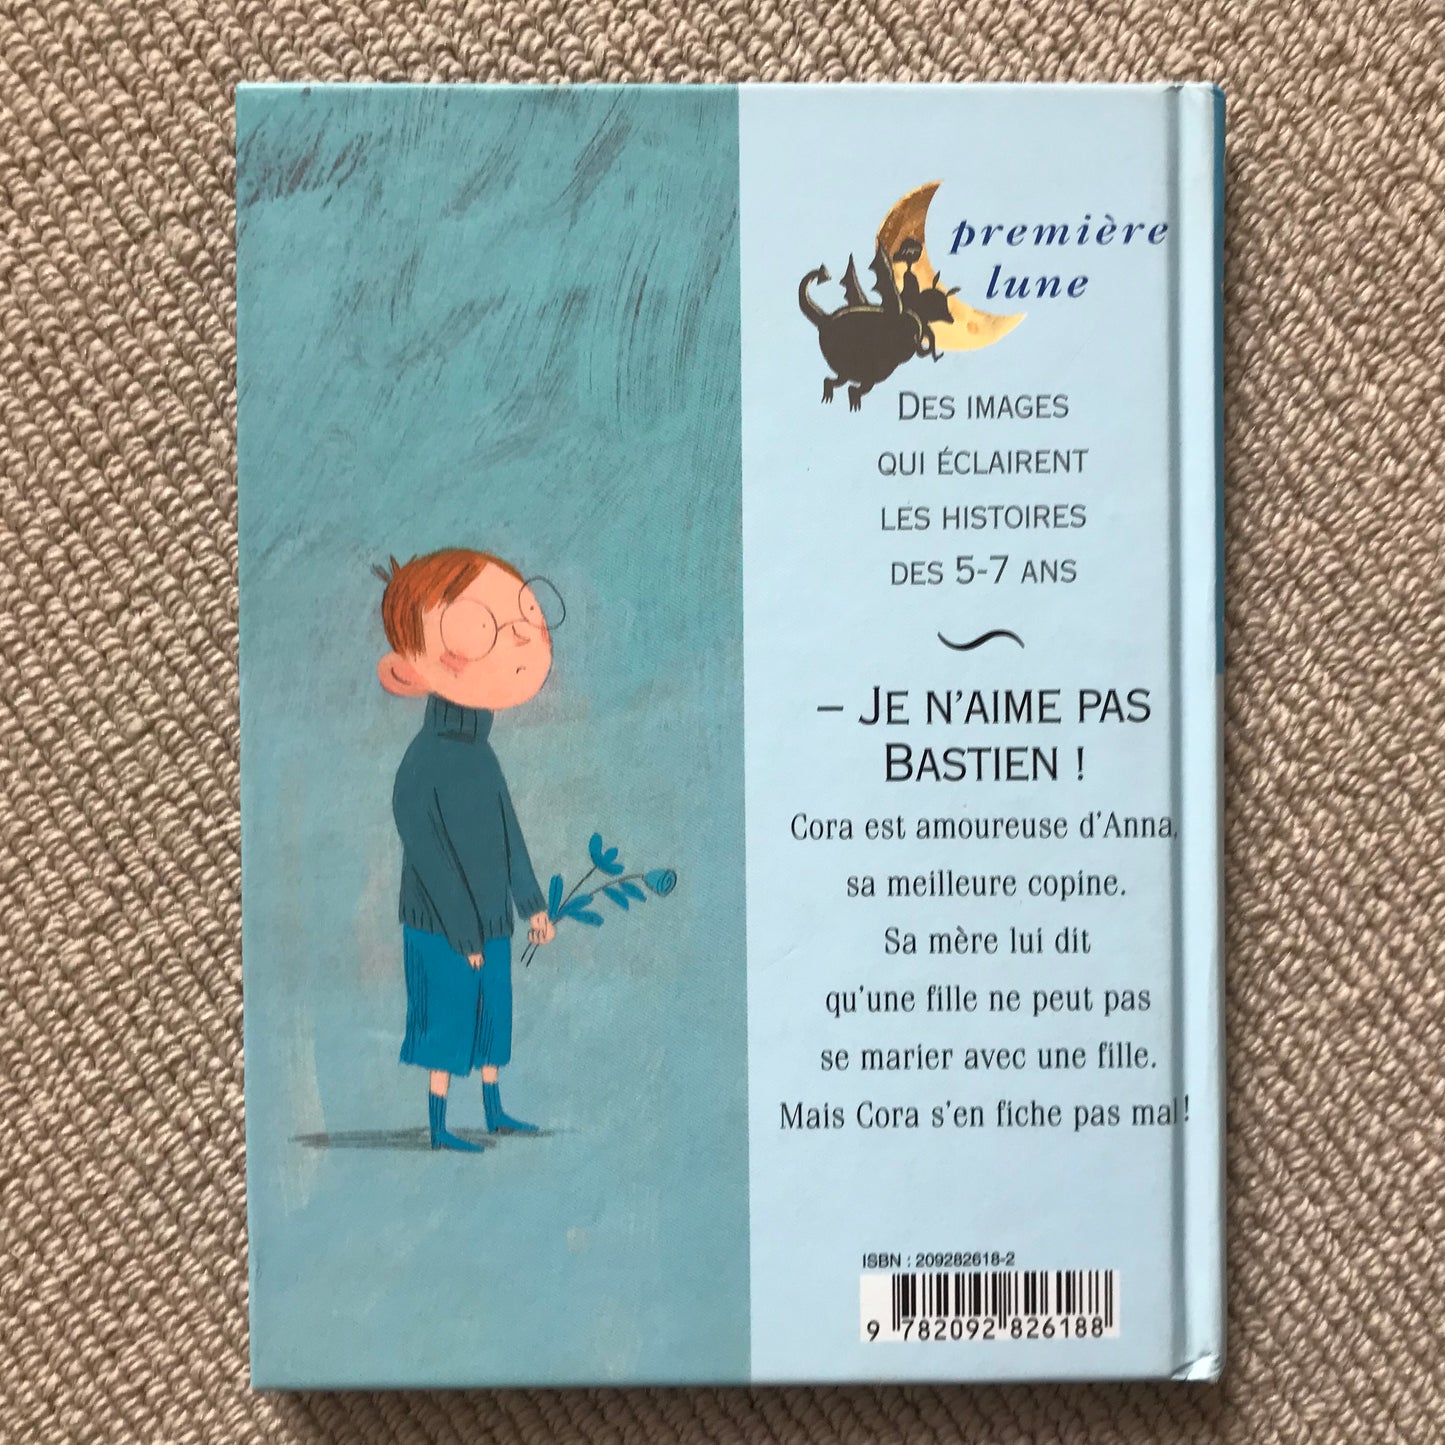 première
lune
DES IMAGES
QUI ÉCLAIRENT
LES HISTOIRES
DES 5-7 ANS
– JE N'AIME PAS
BASTIEN !
Cora est amoureuse d'Anna,
sa meilleure copine.
Sa mère lui dit
qu'une fille ne peut pas
se marier avec une fille.
Mais Cora s'en fiche pas mal!
ISBN : 209282618-2
9 782092 826188